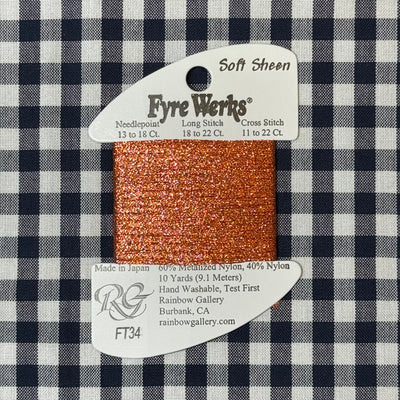 Soft Sheen
Fyre Werks®
Needlepoint Long Stitch Cross Stitch
13 to 18 Ct. 18 to 22 Ct. 11 to 22 Ct.
Made in Japan 60% Metalized Nylon, 40% Nylon
10 Yards (9.1 Meters)
RG Hand Washable, Test First
Rainbow Gallery
FT34 Burbank, CA
rainbowgallery.com